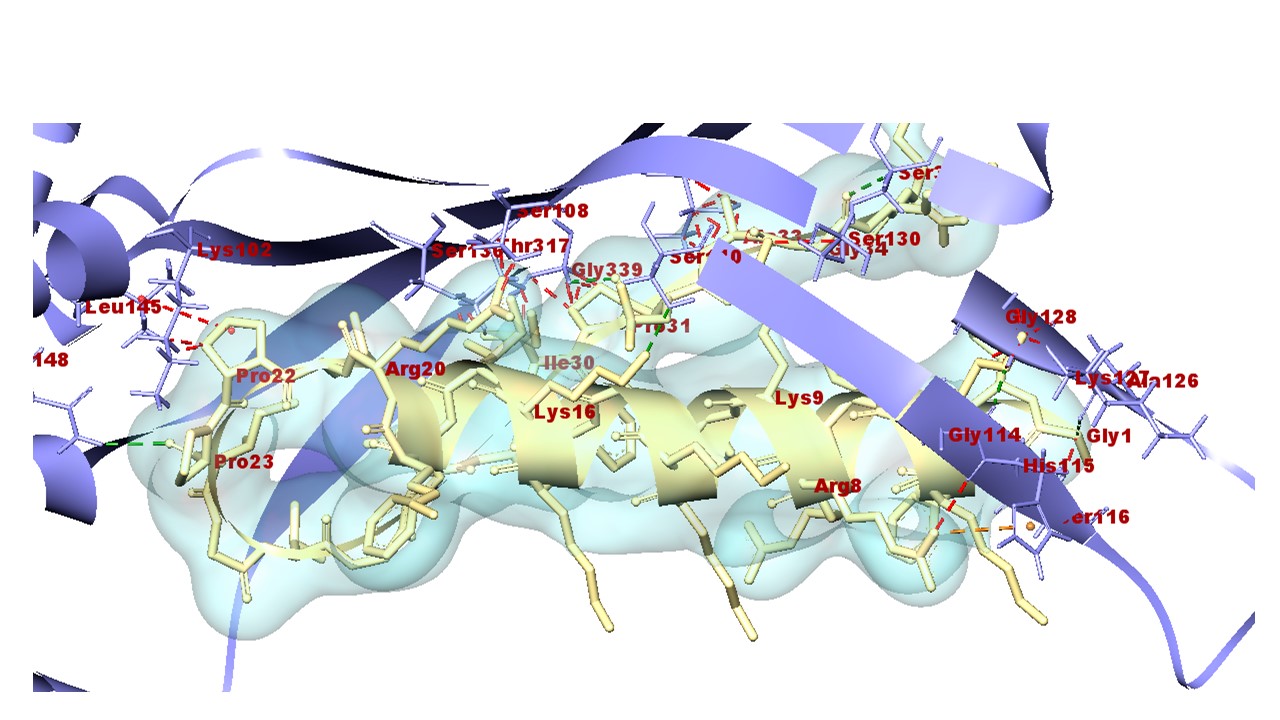 Ser108
Lys102
Thr317
Ser130
Gly339
Leu145
Gly128
Pro31
148
Ile30
Arg20
Pro22
Lys127
Lys9
Lys16
Gly114
Gly1
Pro23
His115
Arg8